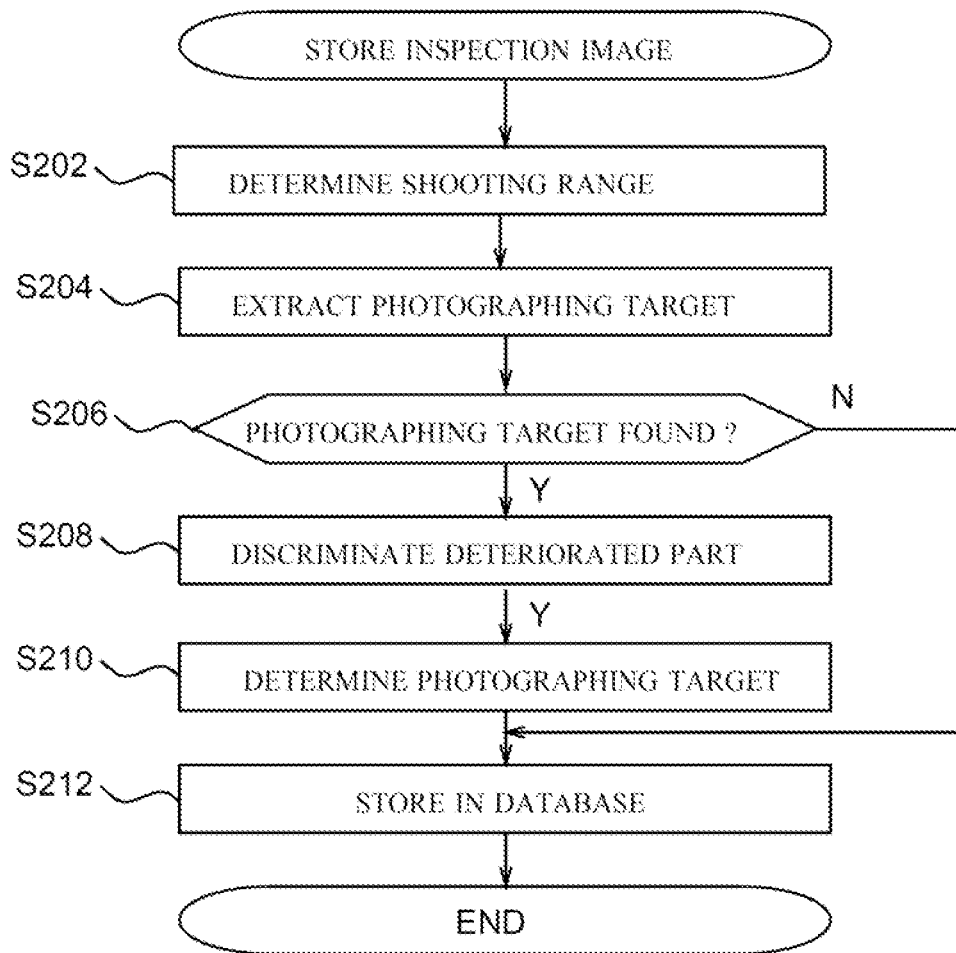 STORE INSPECTION IMAGE
S202
DETERMINE SHOOTING RANGE
S204
EXTRACT PHOTOGRAPHING TARGET
S206
PHOTOGRAPHING TARGET FOUND ?
N
Y
S208
DISCRIMINATE DETERIORATED PART
Y
S210
DETERMINE PHOTOGRAPHING TARGET
S212
STORE IN DATABASE
END